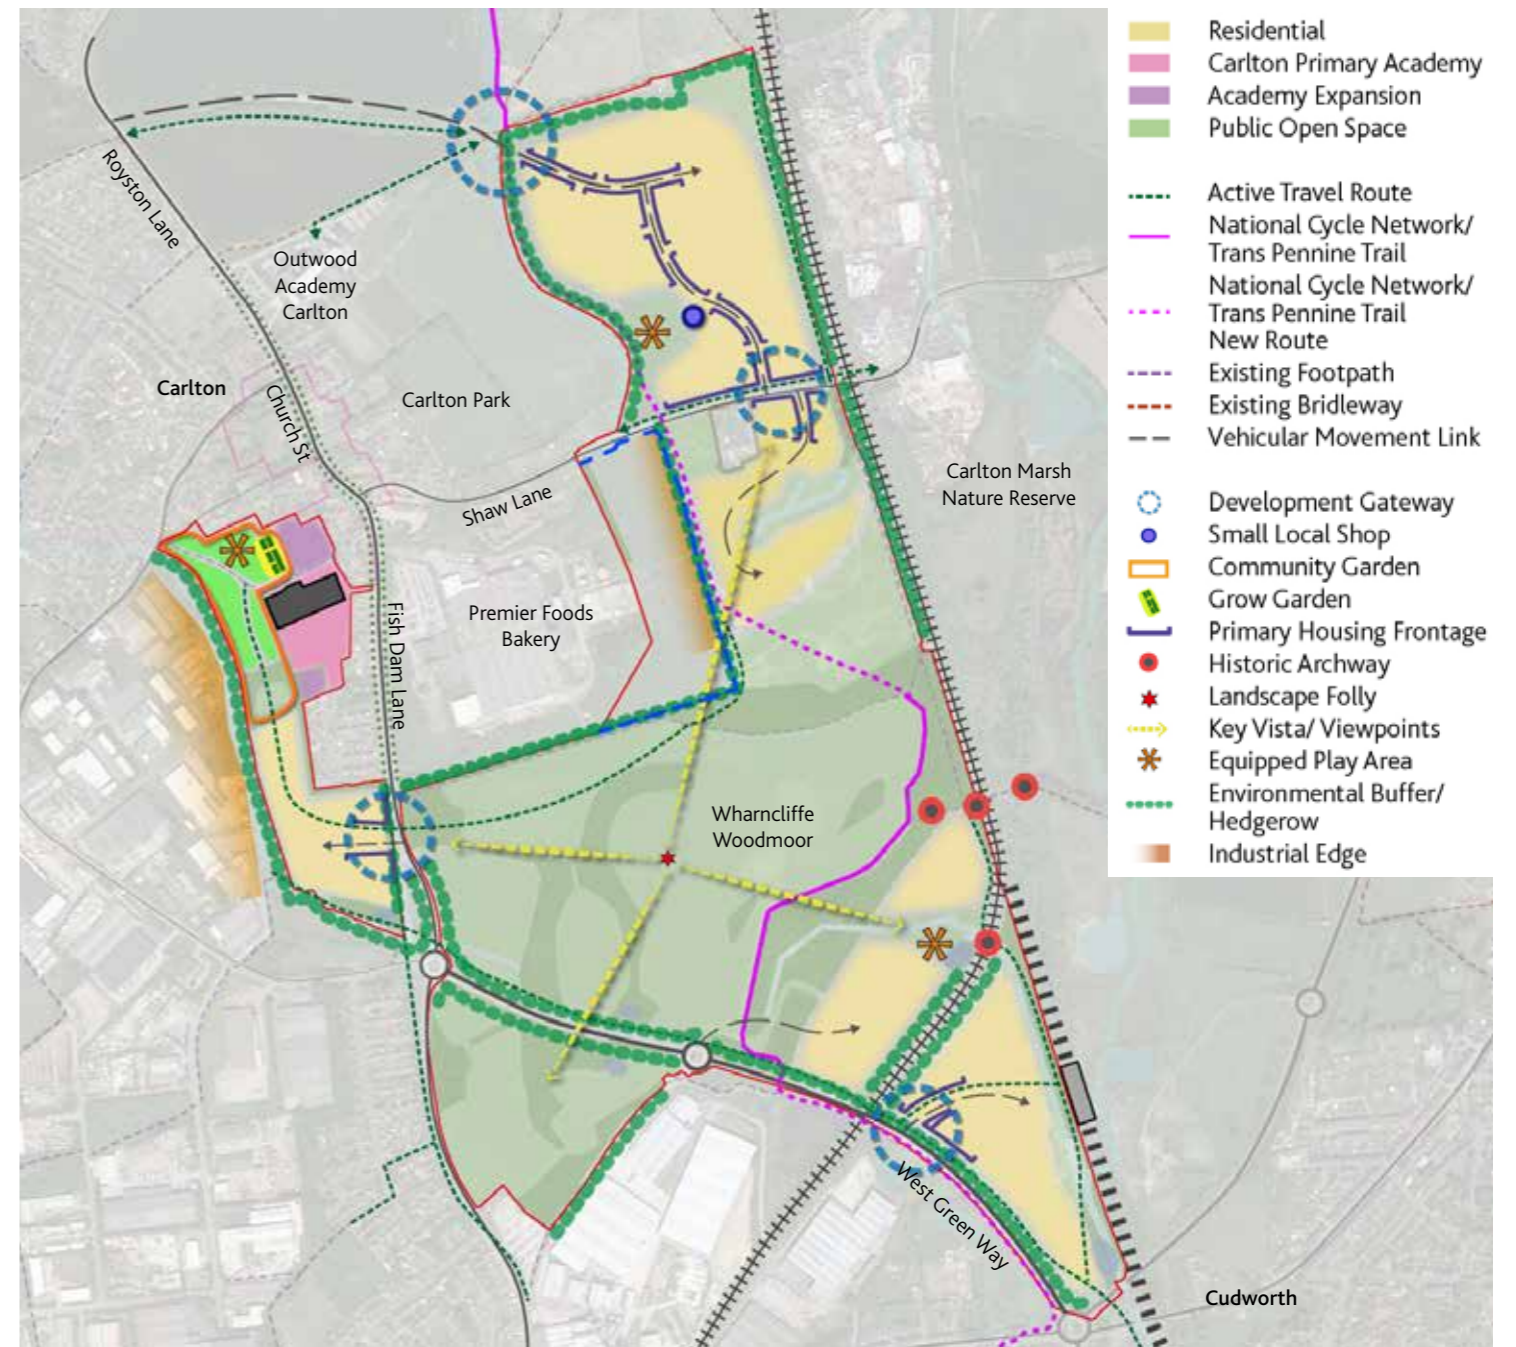 Royston Lane
Outwood
Academy
Carlton
Carlton
Church St
Carlton Park
Shaw Lane
Carlton Marsh
Nature Reserve
Premier Foods
Bakery
Fish Dam Lane
Wharncliffe
Woodmoor
West Green Way
Cudworth
Residential
Carlton Primary Academy
Academy Expansion
Public Open Space
Active Travel Route
National Cycle Network/
Trans Pennine Trail
National Cycle Network/
Trans Pennine Trail
New Route
Existing Footpath
Existing Bridleway
Vehicular Movement Link
Development Gateway
Small Local Shop
Community Garden
Grow Garden
Primary Housing Frontage
Historic Archway
Landscape Folly
Key Vista/ Viewpoints
Equipped Play Area
Environmental Buffer/
Hedgerow
Industrial Edge